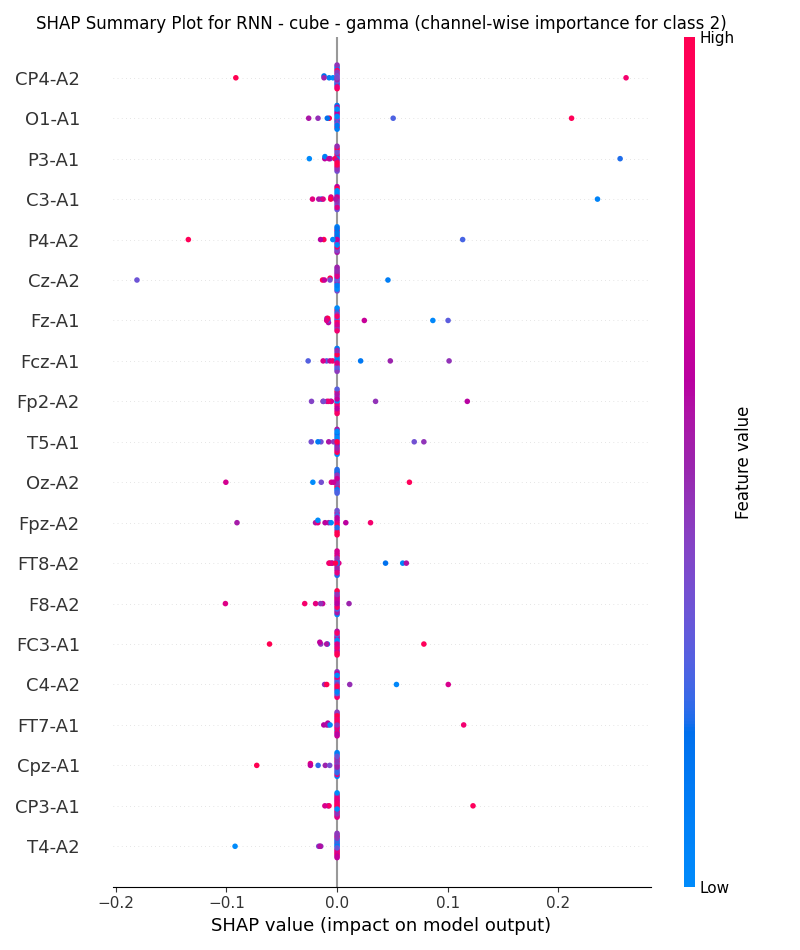 SHAP Summary Plot for RNN - cube - gamma (channel-wise importance for class 2)
High
CP4-A2
O1-A1
P3-A1
C3-A1
P4-A2
Cz-A2
Fz-A1
Fcz-A1
Fp2-A2
T5-A1
Oz-A2
Fpz-A2
FT8-A2
F8-A2
FC3-A1
C4-A2
FT7-A1
Cpz-A1
CP3-A1
T4-A2
Feature value
Low
−0.2 −0.1 0.0 0.1 0.2
SHAP value (impact on model output)